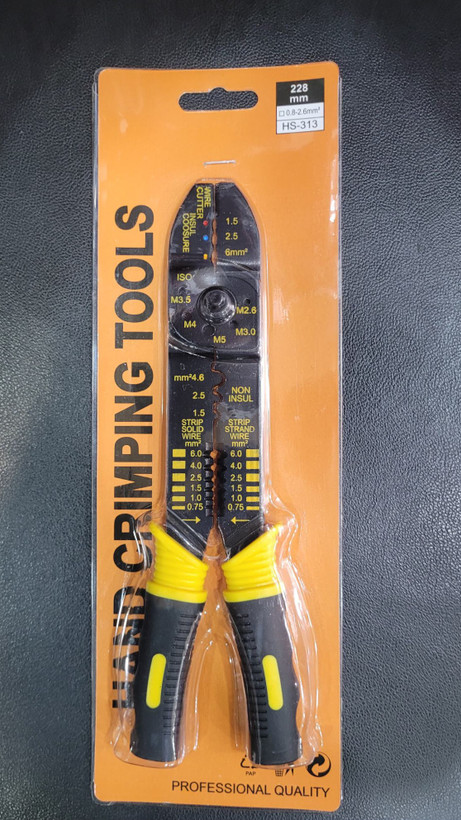 228
mm
0.8-2.6mm²
HS-313
HAND CRIMPING TOOLS
WIRE
CUTTER
INSUL
COOSURE
1.5
2.5
6mm²
ISO
M3.5
M2.6
M4
M3.0
M5
mm²4.6
2.5
1.5
NON
INSUL
STRIP
SOLID
WIRE
mm²
6.0
4.0
2.5
1.5
1.0
0.75
STRIP
STRAND
WIRE
mm²
6.0
4.0
2.5
1.5
1.0
0.75
PAP
PROFESSIONAL QUALITY